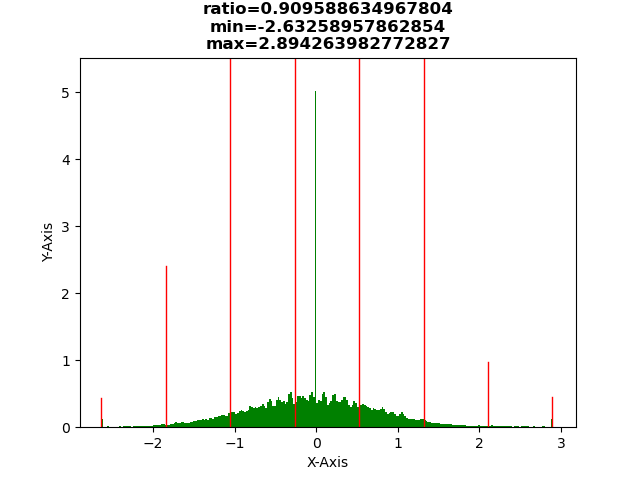 ratio=0.909588634967804
min=-2.63258957862854
max=2.894263982772827
5
4
3
2
1
0
Y-Axis
−2 −1 0 1 2 3
X-Axis